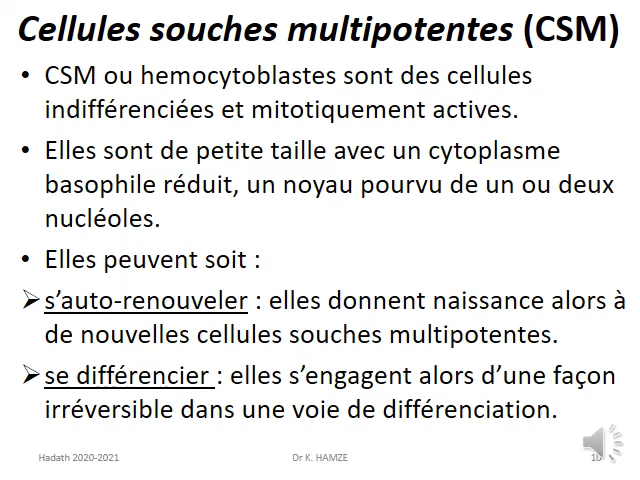 Cellules souches multipotentes (CSM)
• CSM ou hemocytoblastes sont des cellules
indifférenciées et mitotiquement actives.
• Elles sont de petite taille avec un cytoplasme
basophile réduit, un noyau pourvu de un ou deux
nucléoles.
• Elles peuvent soit :
➢ s’auto-renouveler : elles donnent naissance alors à
de nouvelles cellules souches multipotentes.
➢ se différencier : elles s’engagent alors d’une façon
irréversible dans une voie de différenciation.
Hadath 2020-2021
Dr K. HAMZE